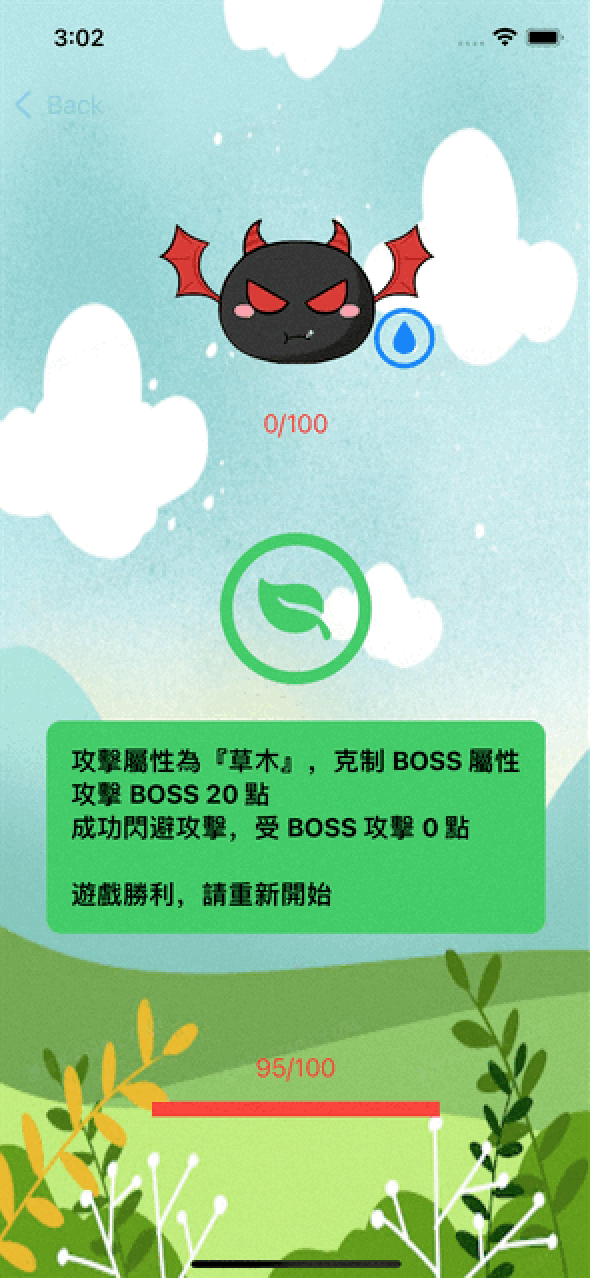 3:02
Back
0/100
攻擊屬性為『草木』，克制 BOSS 屬性
攻擊 BOSS 20 點
成功閃避攻擊，受 BOSS 攻擊 0 點
遊戲勝利，請重新開始
95/100